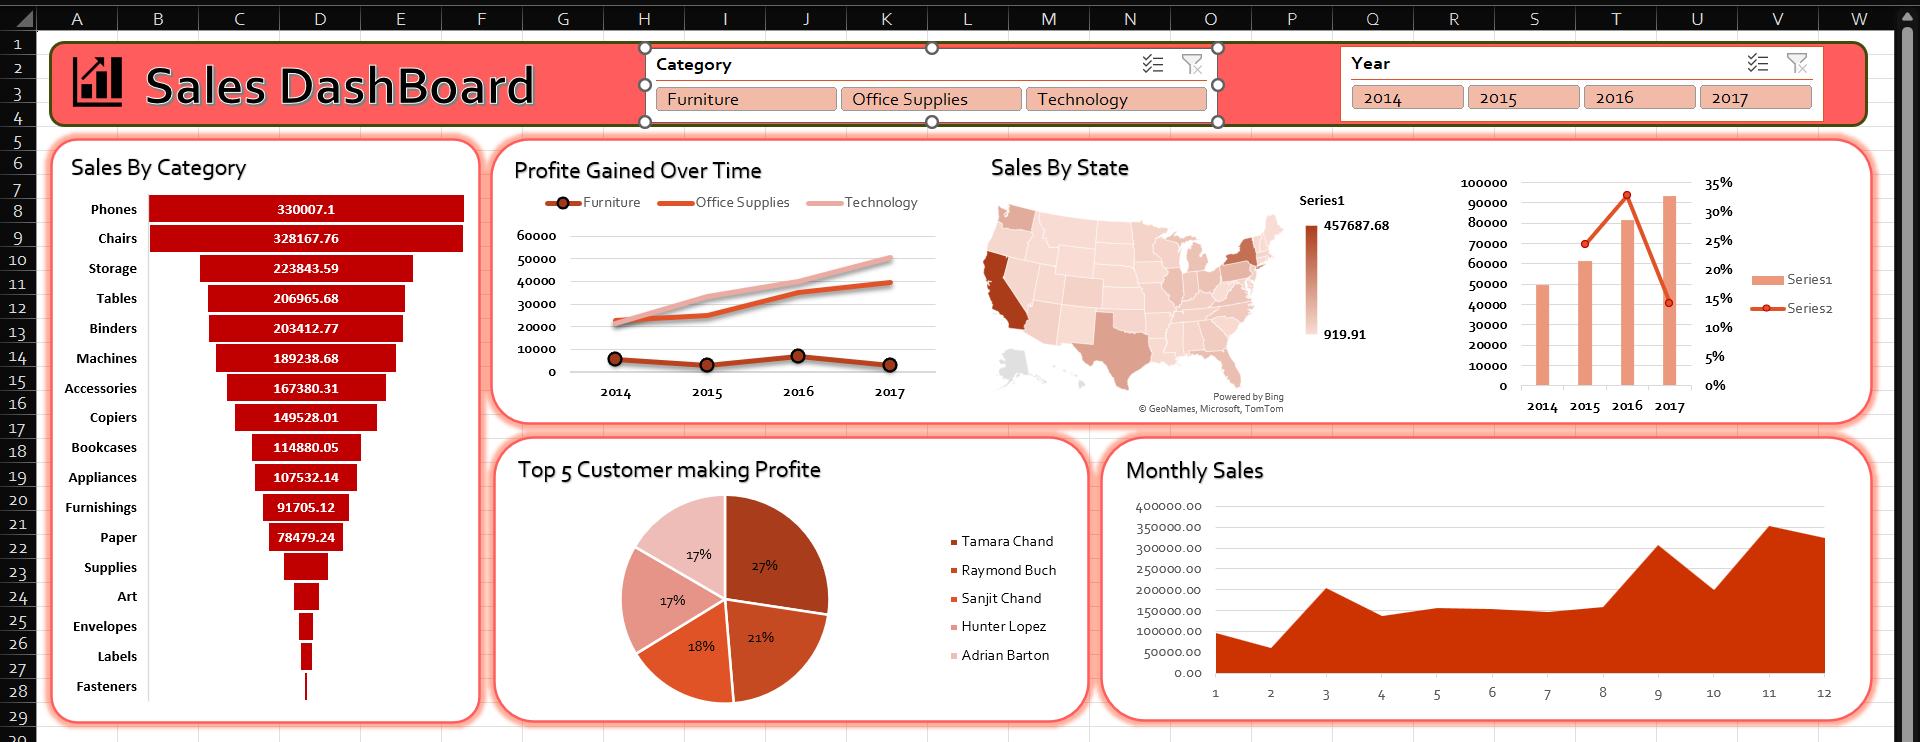 A B C D E F G H I J K L M N O P Q R S T U V W
1
2
3
4
5
6
7
8
9
10
11
12
13
14
15
16
17
18
19
20
21
22
23
24
25
26
27
28
29
Sales DashBoard
Category
Furniture Office Supplies Technology
Year
2014 2015 2016 2017
Sales By Category
Phones 330007.1
Chairs 328167.76
Storage 223843.59
Tables 206965.68
Binders 203412.77
Machines 189238.68
Accessories 167380.31
Copiers 149528.01
Bookcases 114880.05
Appliances 107532.14
Furnishings 91705.12
Paper 78479.24
Supplies
Art
Envelopes
Labels
Fasteners
Profite Gained Over Time
Furniture Office Supplies Technology
60000
50000
40000
30000
20000
10000
0
2014 2015 2016 2017
Sales By State
Series1
457687.68
919.91
Powered by Bing
© GeoNames, Microsoft, TomTom
100000
90000
80000
70000
60000
50000
40000
30000
20000
10000
0
35%
30%
25%
20%
15%
10%
5%
0%
2014 2015 2016 2017
Series1
Series2
Top 5 Customer making Profite
27%
21%
18%
17%
17%
Tamara Chand
Raymond Buch
Sanjit Chand
Hunter Lopez
Adrian Barton
Monthly Sales
400000.00
350000.00
300000.00
250000.00
200000.00
150000.00
100000.00
50000.00
0.00
1 2 3 4 5 6 7 8 9 10 11 12